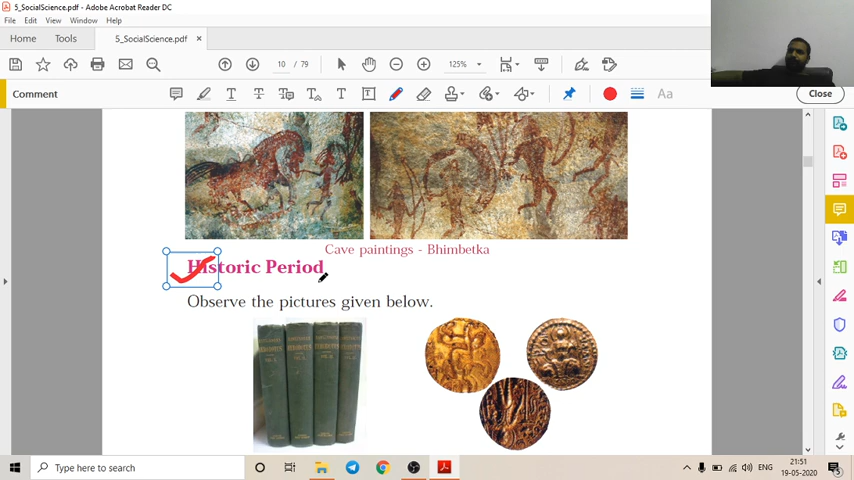 5_SocialScience.pdf - Adobe Acrobat Reader DC
File Edit View Window Help
Home Tools 5_SocialScience.pdf ×
10 / 79 125%
Comment Aa Close
Cave paintings - Bhimbetka
Historic Period
Observe the pictures given below.
Type here to search
ENG
21:51
19-05-2020
5